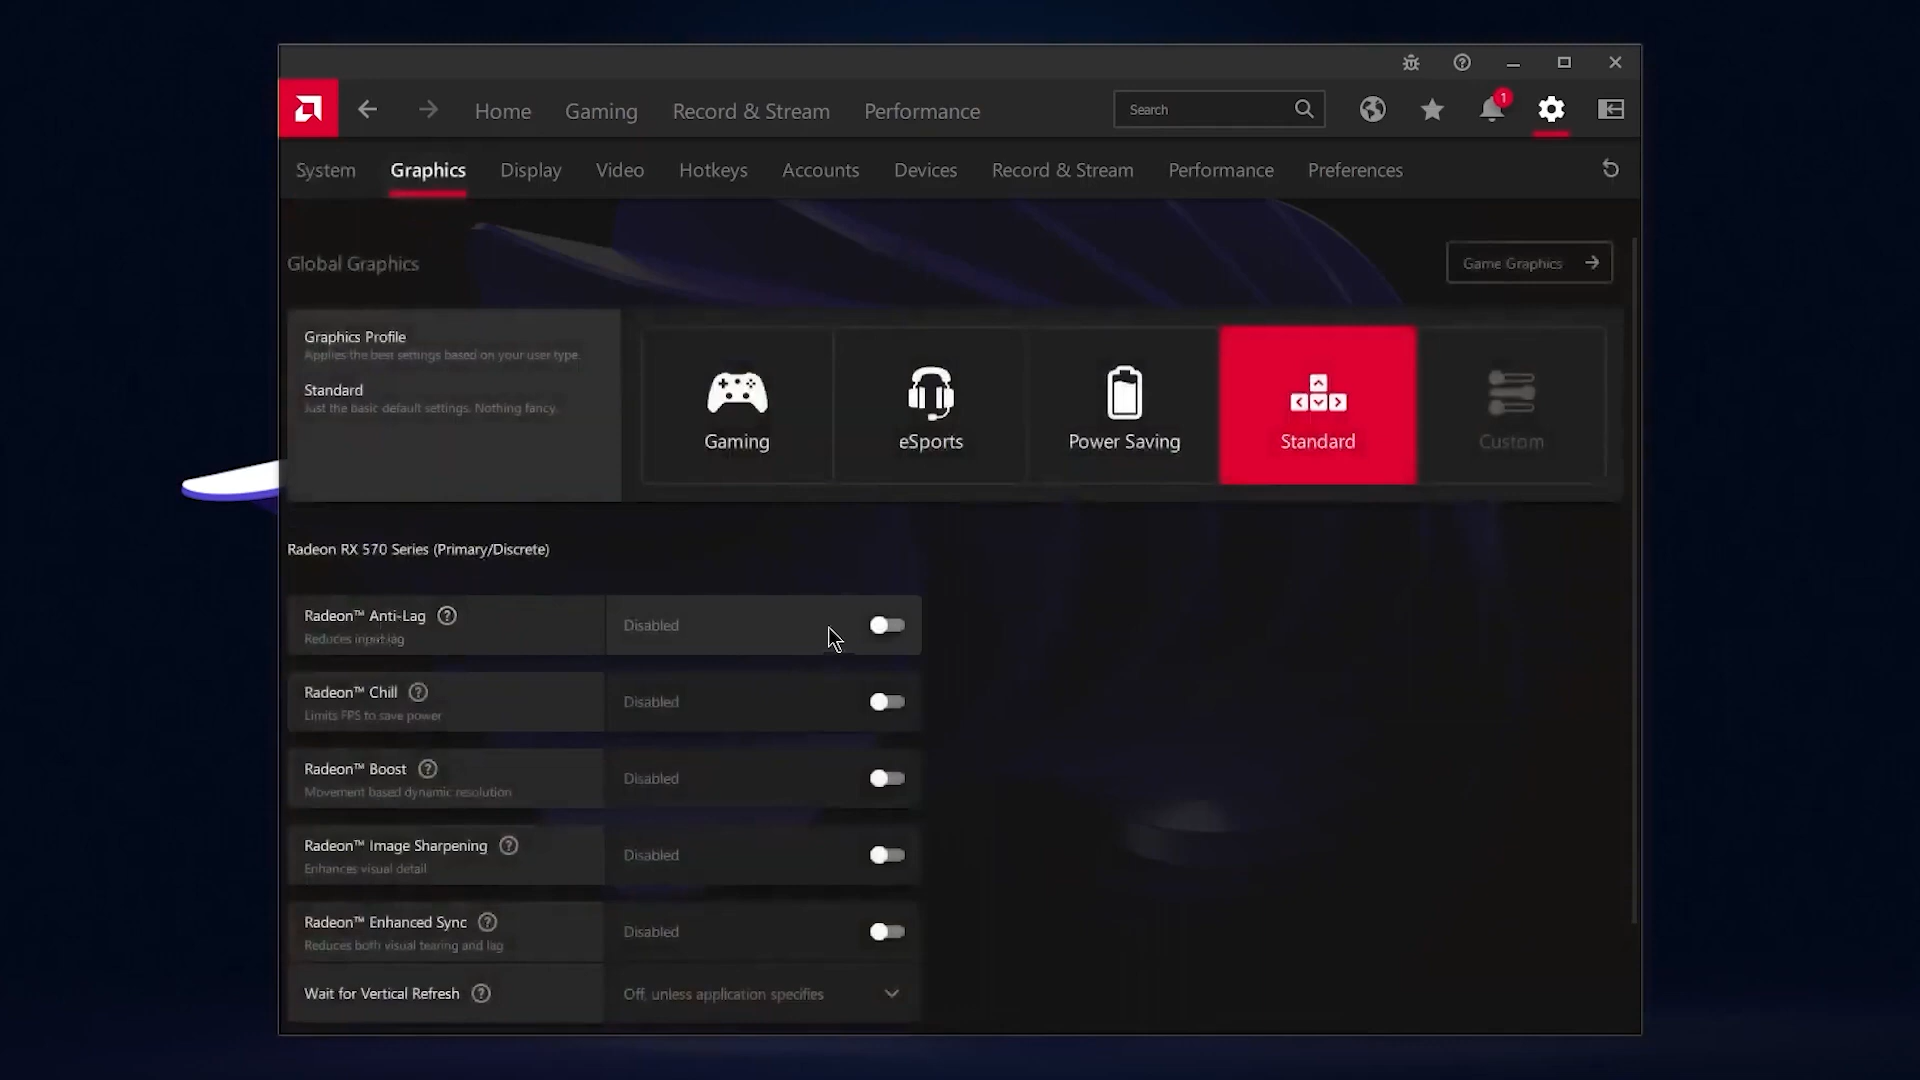 Home
Gaming
Record & Stream
Performance
Search
1
System
Graphics
Display
Video
Hotkeys
Accounts
Devices
Record & Stream
Performance
Preferences
Global Graphics
Game Graphics
Graphics Profile
Applies the best settings based on your user type.
Standard
Just the basic default settings. Nothing fancy.
Gaming
eSports
Power Saving
Standard
Custom
Radeon RX 570 Series (Primary/Discrete)
Radeon™ Anti-Lag
Reduces input lag
Disabled
Radeon™ Chill
Limits FPS to save power
Disabled
Radeon™ Boost
Movement based dynamic resolution
Disabled
Radeon™ Image Sharpening
Enhances visual detail
Disabled
Radeon™ Enhanced Sync
Reduces both visual tearing and lag
Disabled
Wait for Vertical Refresh
Off, unless application specifies